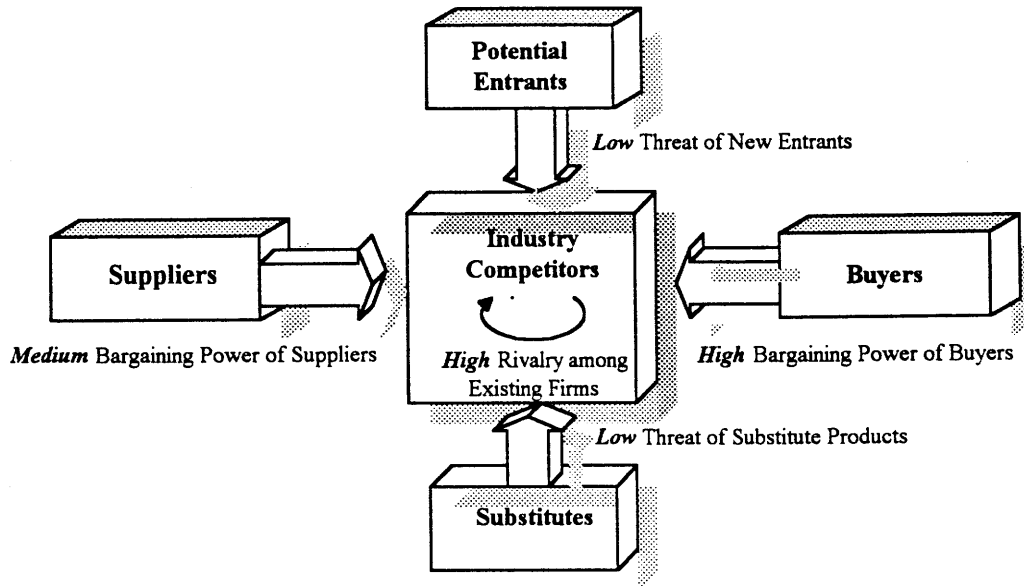 Potential
Entrants
Low Threat of New Entrants
Industry
Competitors
Suppliers
Buyers
Medium Bargaining Power of Suppliers
High Rivalry among
Existing Firms
High Bargaining Power of Buyers
Low Threat of Substitute Products
Substitutes